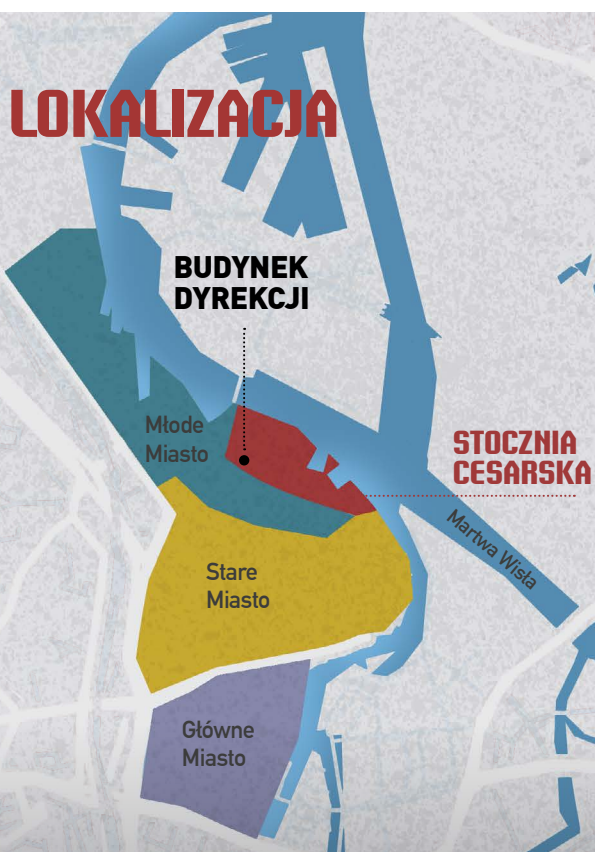 LOKALIZACJA
BUDYNEK
DYREKCJI
Młode
Miasto
STOCZNIA
CESARSKA
Martwa Wisła
Stare
Miasto
Główne
Miasto